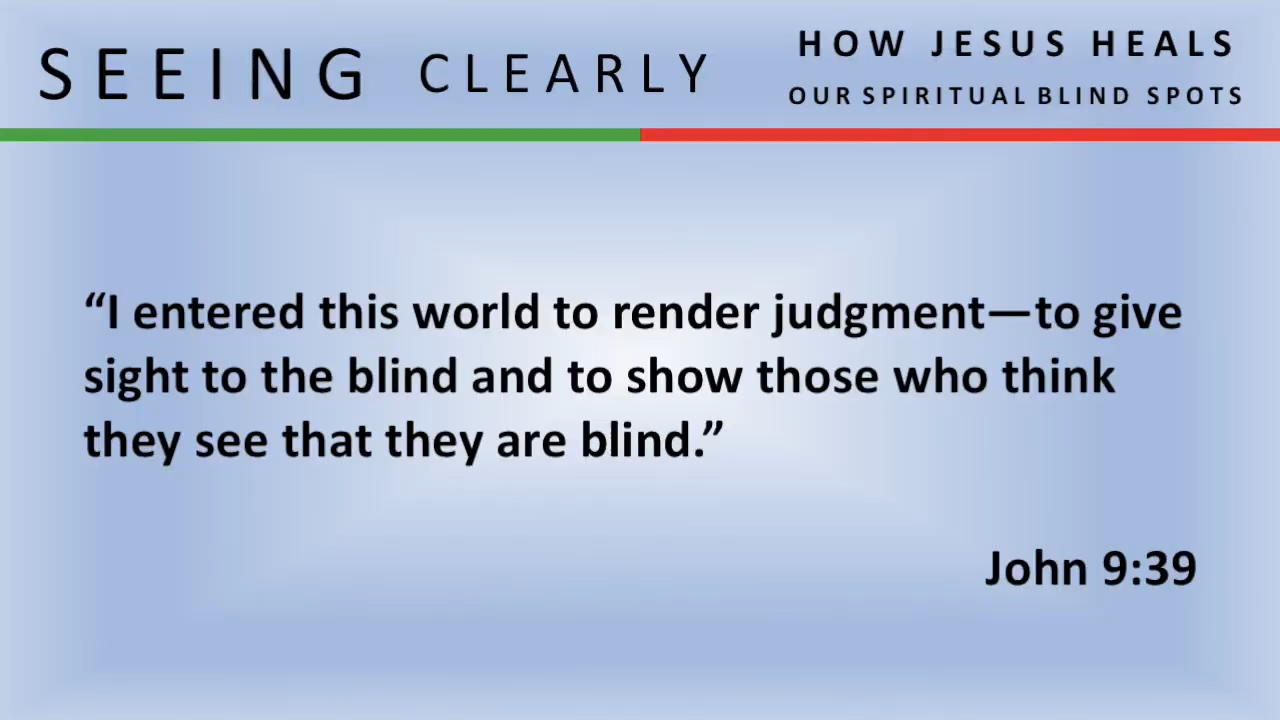 SEEING CLEARLY
HOW JESUS HEALS
OUR SPIRITUAL BLIND SPOTS
“I entered this world to render judgment—to give
sight to the blind and to show those who think
they see that they are blind.”
John 9:39